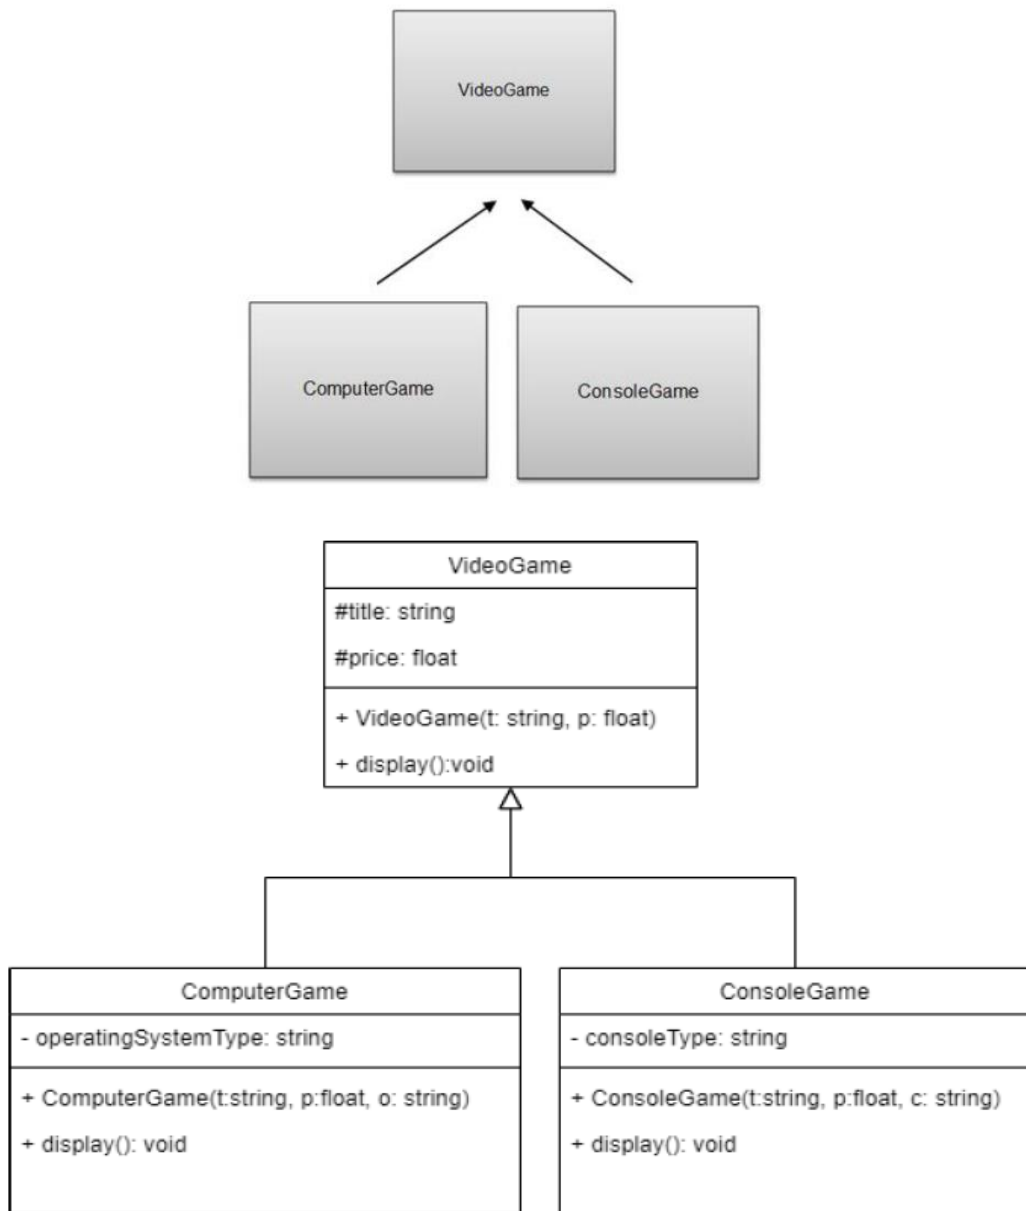 VideoGame
ComputerGame
ConsoleGame
VideoGame
#title: string
#price: float
+ VideoGame(t: string, p: float)
+ display():void
ComputerGame
- operatingSystemType: string
+ ComputerGame(t:string, p:float, o: string)
+ display(): void
ConsoleGame
- consoleType: string
+ ConsoleGame(t:string, p:float, c: string)
+ display(): void